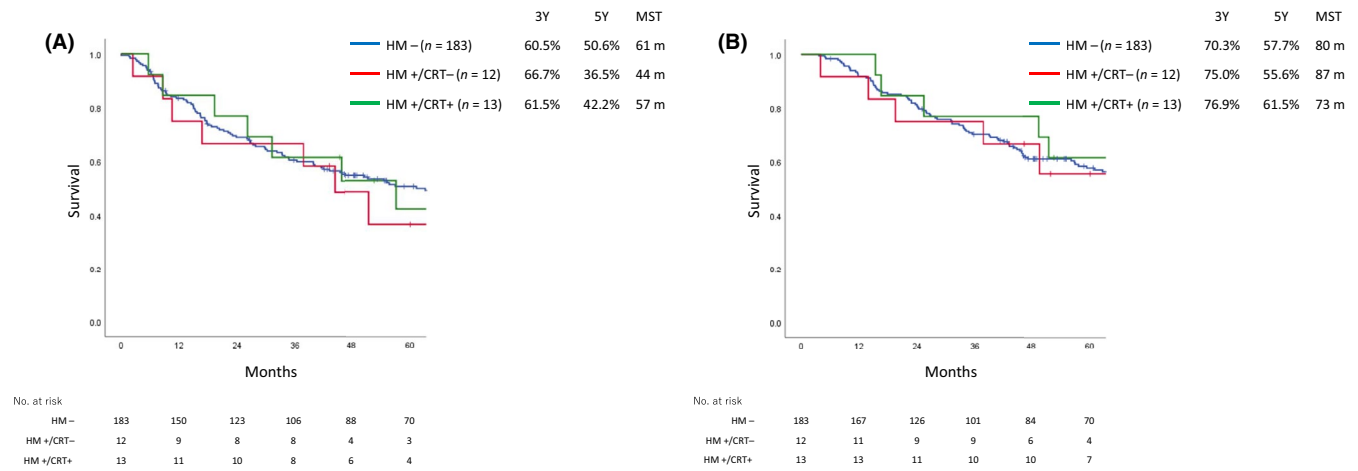 3Y 5Y MST
(A)
HM – (n = 183) 60.5% 50.6% 61 m
HM +/CRT– (n = 12) 66.7% 36.5% 44 m
HM +/CRT+ (n = 13) 61.5% 42.2% 57 m
1.0
0.8
0.6
0.4
0.2
0.0
Survival
0 12 24 36 48 60
Months
No. at risk
HM – 183 150 123 106 88 70
HM +/CRT– 12 9 8 8 4 3
HM +/CRT+ 13 11 10 8 6 4
3Y 5Y MST
(B)
HM – (n = 183) 70.3% 57.7% 80 m
HM +/CRT– (n = 12) 75.0% 55.6% 87 m
HM +/CRT+ (n = 13) 76.9% 61.5% 73 m
1.0
0.8
0.6
0.4
0.2
0.0
Survival
0 12 24 36 48 60
Months
No. at risk
HM – 183 167 126 101 84 70
HM +/CRT– 12 11 9 9 6 4
HM +/CRT+ 13 13 11 10 10 7